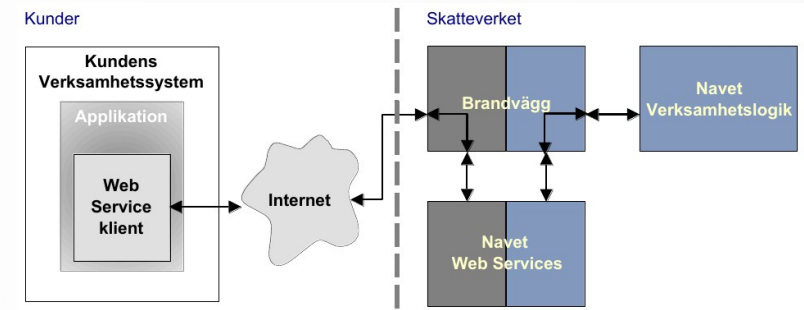 Kunder
Skatteverket
Kundens
Verksamhetssystem
Applikation
Web
Service
klient
Internet
Brandvägg
Navet
Verksamhetslogik
Navet
Web Services